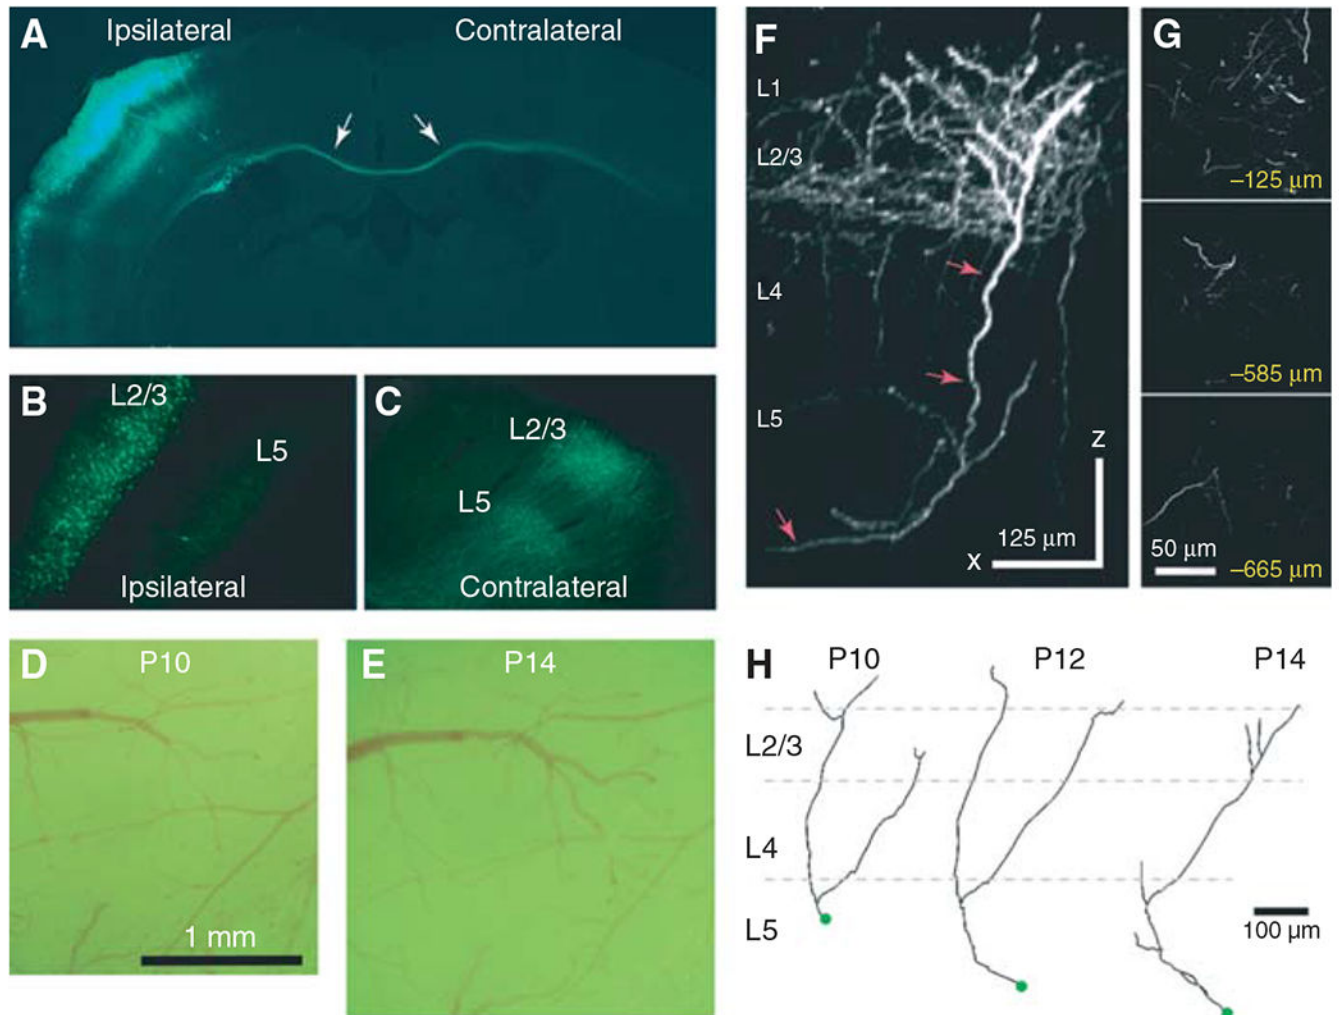 A
Ipsilateral
Contralateral
B
L2/3
L5
Ipsilateral
C
L2/3
L5
Contralateral
D
P10
1 mm
E
P14
F
L1
L2/3
L4
L5
z
x
125 µm
G
–125 µm
–585 µm
50 µm
–665 µm
H
P10
P12
P14
L2/3
L4
L5
100 µm